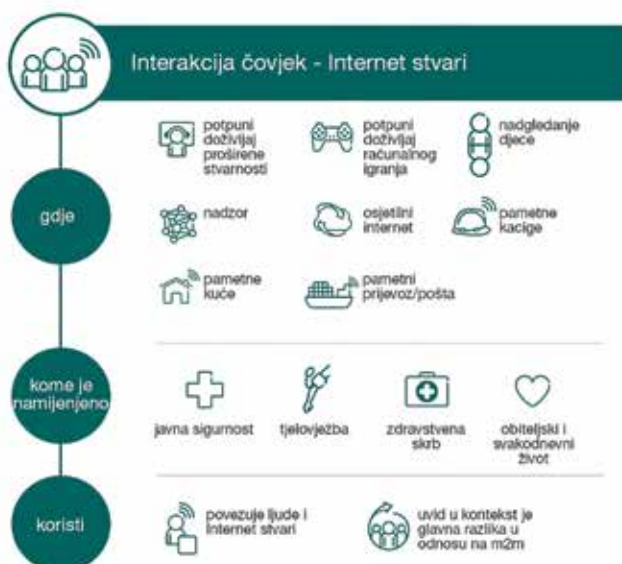 Interakcija čovjek - Internet stvari
gdje
potpuni
doživljaj
proširene
stvarnosti
potpuni
doživljaj
računalnog
igranja
nadgledanje
djece
nadzor
osjetilni
internet
pametne
kacige
pametne
kuće
pametni
prijevoz/pošta
kome je
namijenjeno
javna sigurnost
tjelovježba
zdravstvena
skrb
obiteljski i
svakodnevni
život
koristi
povezuje ljude i
Internet stvari
uvid u kontekst je
glavna razlika u
odnosu na m2m